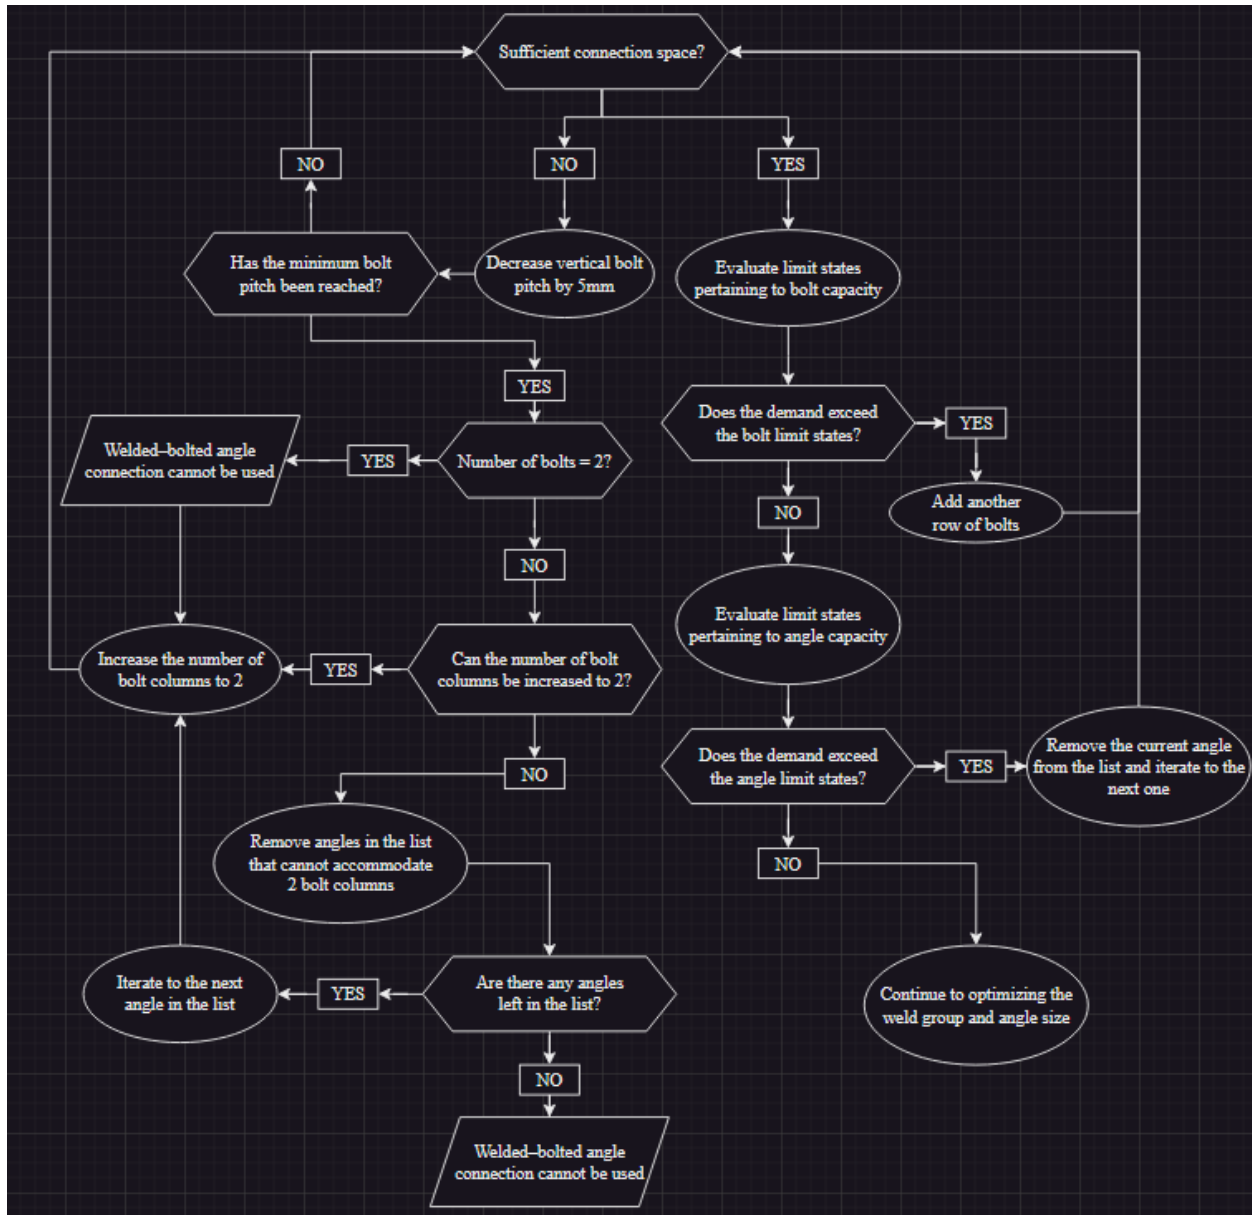 Sufficient connection space?
NO
NO
YES
Has the minimum bolt
pitch been reached?
Decrease vertical bolt
pitch by 5mm
Evaluate limit states
pertaining to bolt capacity
YES
Does the demand exceed
the bolt limit states?
YES
Welded–bolted angle
connection cannot be used
YES
Number of bolts = 2?
NO
Add another
row of bolts
NO
Evaluate limit states
pertaining to angle capacity
Increase the number of
bolt columns to 2
YES
Can the number of bolt
columns be increased to 2?
NO
Does the demand exceed
the angle limit states?
YES
Remove the current angle
from the list and iterate to the
next one
Remove angles in the list
that cannot accommodate
2 bolt columns
NO
Iterate to the next
angle in the list
YES
Are there any angles
left in the list?
Continue to optimizing the
weld group and angle size
NO
Welded–bolted angle
connection cannot be used